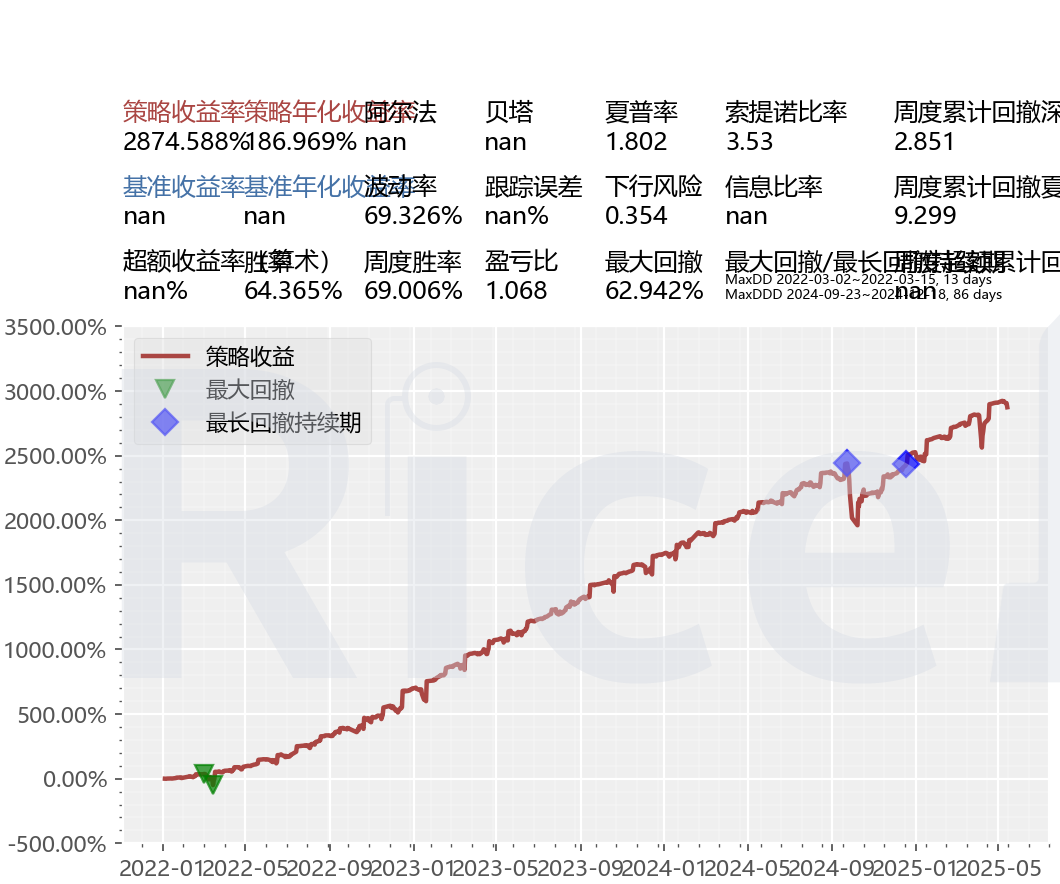 策略收益率 策略年化收益率 阿尔法 贝塔 夏普率 索提诺比率 周度累计回撤深
2874.588% 186.969% nan nan 1.802 3.53 2.851
基准收益率 基准年化收益率 波动率 跟踪误差 下行风险 信息比率 周度累计回撤夏
nan nan 69.326% nan% 0.354 nan 9.299
超额收益率（算术） 胜率 周度胜率 盈亏比 最大回撤 最大回撤/最长回撤持续期 周度超额累计回
nan% 64.365% 69.006% 1.068 62.942% nan
MaxDD 2022-03-02~2022-03-15, 13 days
MaxDDD 2024-09-23~2024-12-18, 86 days
3500.00%
策略收益
最大回撤
最长回撤持续期
3000.00%
2500.00%
2000.00%
1500.00%
1000.00%
500.00%
0.00%
-500.00%
2022-01 2022-05 2022-09 2023-01 2023-05 2023-09 2024-01 2024-05 2024-09 2025-01 2025-05
Rice